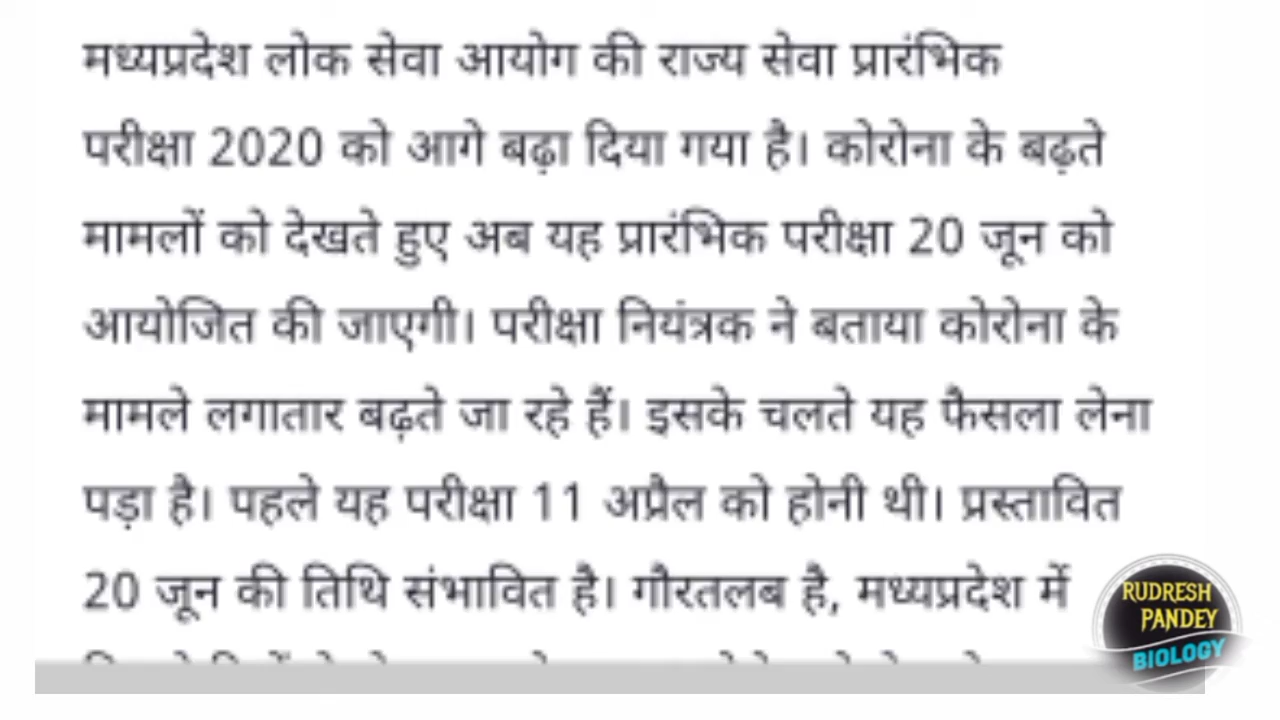 मध्यप्रदेश लोक सेवा आयोग की राज्य सेवा प्रारंभिक
परीक्षा 2020 को आगे बढ़ा दिया गया है। कोरोना के बढ़ते
मामलों को देखते हुए अब यह प्रारंभिक परीक्षा 20 जून को
आयोजित की जाएगी। परीक्षा नियंत्रक ने बताया कोरोना के
मामले लगातार बढ़ते जा रहे हैं। इसके चलते यह फैसला लेना
पड़ा है। पहले यह परीक्षा 11 अप्रैल को होनी थी। प्रस्तावित
20 जून की तिथि संभावित है। गौरतलब है, मध्यप्रदेश में
RUDRESH
PANDEY
BIOLOGY